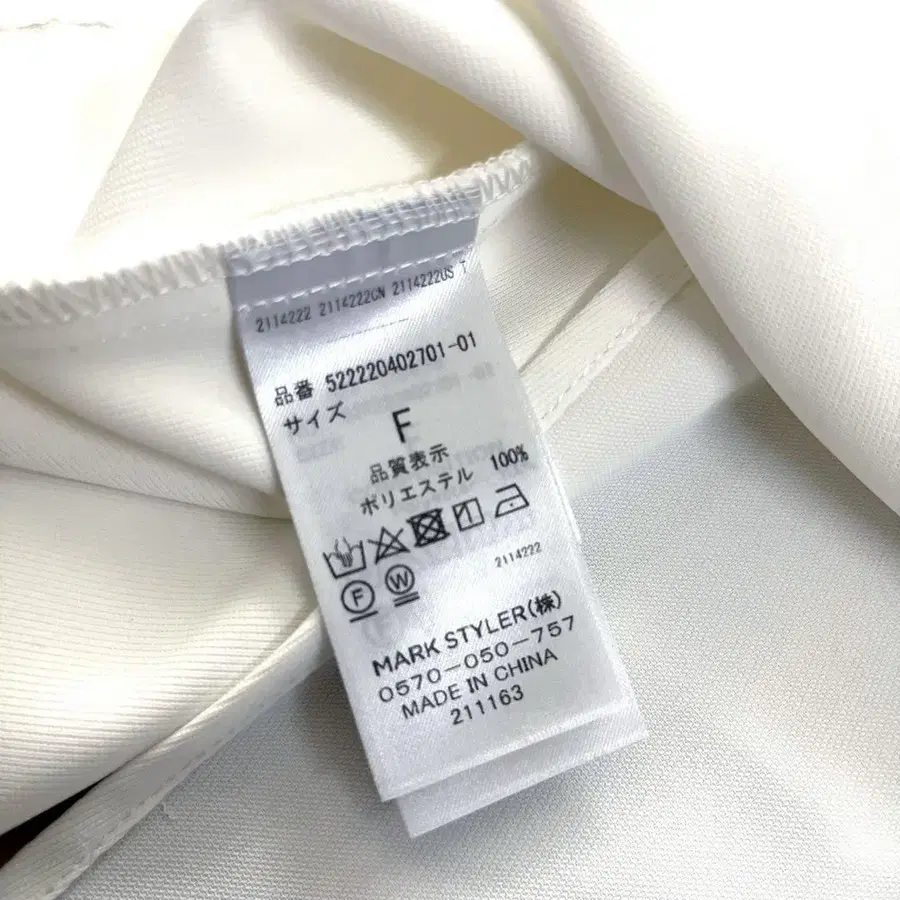 2114222 2114222CN 2114222US T
品番 522220402701-01
サイズ
F
品質表示
ポリエステル 100%
2114222
F W
MARK STYLER(株)
0570-050-757
MADE IN CHINA
211163